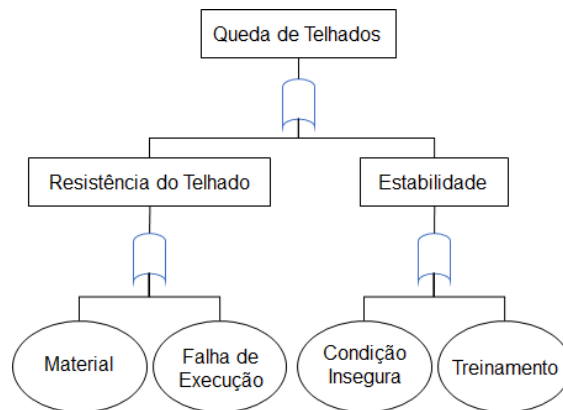 Queda de Telhados
Resistência do Telhado
Estabilidade
Material
Falha de
Execução
Condição
Insegura
Treinamento